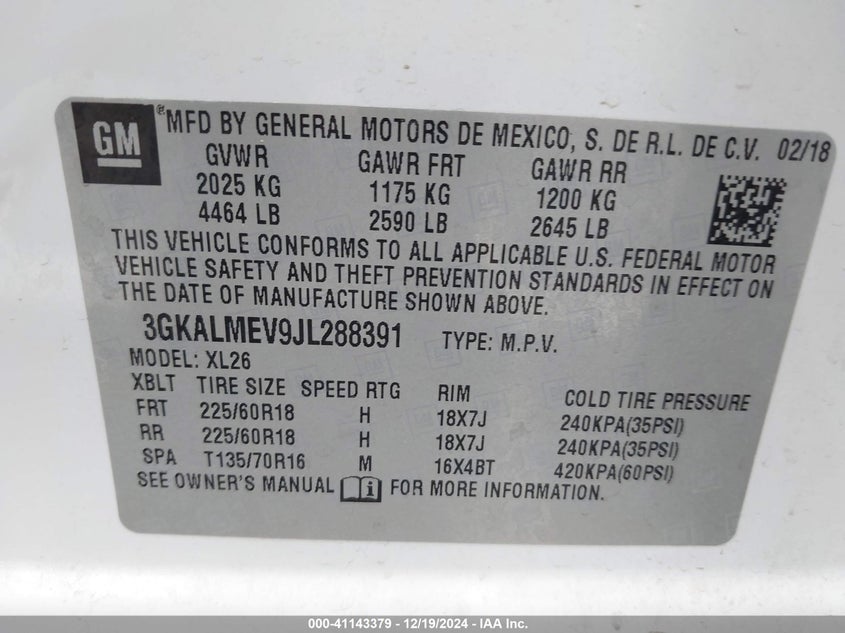 GM ® MFD BY GENERAL MOTORS DE MEXICO, S. DE R.L. DE C.V. 02/18
GVWR GAWR FRT GAWR RR
2025 KG 1175 KG 1200 KG
4464 LB 2590 LB 2645 LB
THIS VEHICLE CONFORMS TO ALL APPLICABLE U.S. FEDERAL MOTOR
VEHICLE SAFETY AND THEFT PREVENTION STANDARDS IN EFFECT ON
THE DATE OF MANUFACTURE SHOWN ABOVE.
3GKALMEV9JL288391 TYPE: M.P.V.
MODEL: XL26
XBLT TIRE SIZE SPEED RTG RIM COLD TIRE PRESSURE
FRT 225/60R18 H 18X7J 240KPA(35PSI)
RR 225/60R18 H 18X7J 240KPA(35PSI)
SPA T135/70R16 M 16X4BT 420KPA(60PSI)
SEE OWNER'S MANUAL i FOR MORE INFORMATION.
000-41143379 - 12/19/2024 - IAA Inc.